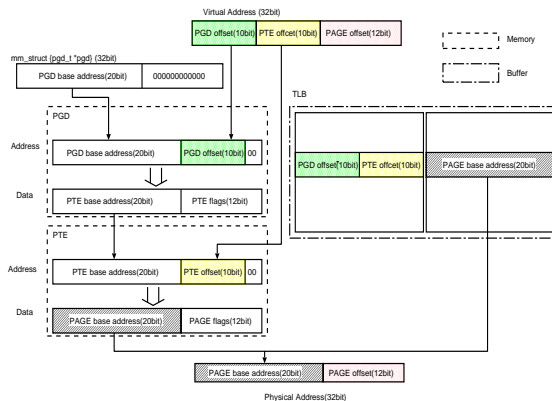 Virtual Address (32bit)
PGD offset(10bit) PTE offcet(10bit) PAGE offset(12bit)
Memory
Buffer
mm_struct {pgd_t *pgd} (32bit)
PGD base address(20bit) 000000000000
TLB
PGD
Address
PGD base address(20bit) PGD offset(10bit) 00
PGD offset(10bit) PTE offcet(10bit) PAGE base address(20bit)
Data
PTE base address(20bit) PTE flags(12bit)
PTE
Address
PTE base address(20bit) PTE offset(10bit) 00
Data
PAGE base address(20bit) PAGE flags(12bit)
PAGE base address(20bit) PAGE offset(12bit)
Physical Address(32bit)